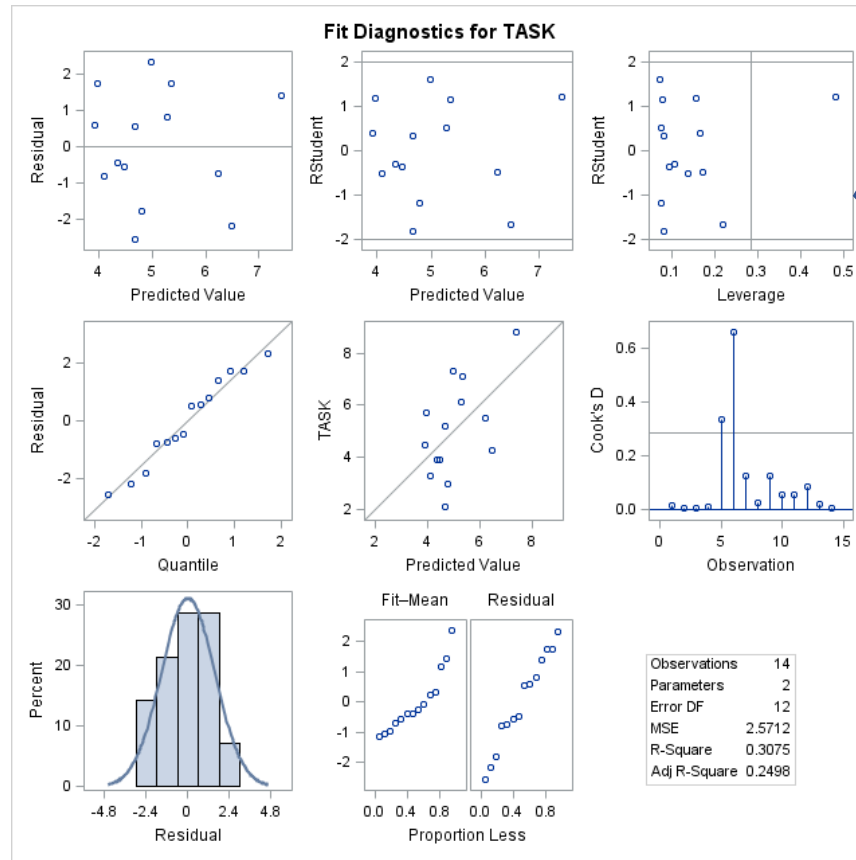 Fit Diagnostics for TASK
Residual
2
1
0
-1
-2
4 5 6 7
Predicted Value
RStudent
2
1
0
-1
-2
4 5 6 7
Predicted Value
RStudent
2
1
0
-1
-2
0.1 0.2 0.3 0.4 0.5
Leverage
Residual
2
0
-2
-2 -1 0 1 2
Quantile
TASK
8
6
4
2
2 4 6 8
Predicted Value
Cook's D
0.6
0.4
0.2
0.0
0 5 10 15
Observation
Percent
30
20
10
0
-4.8 -2.4 0 2.4 4.8
Residual
Fit–Mean Residual
2
1
0
-1
-2
0.0 0.4 0.8 0.0 0.4 0.8
Proportion Less
Observations 14
Parameters 2
Error DF 12
MSE 2.5712
R-Square 0.3075
Adj R-Square 0.2498